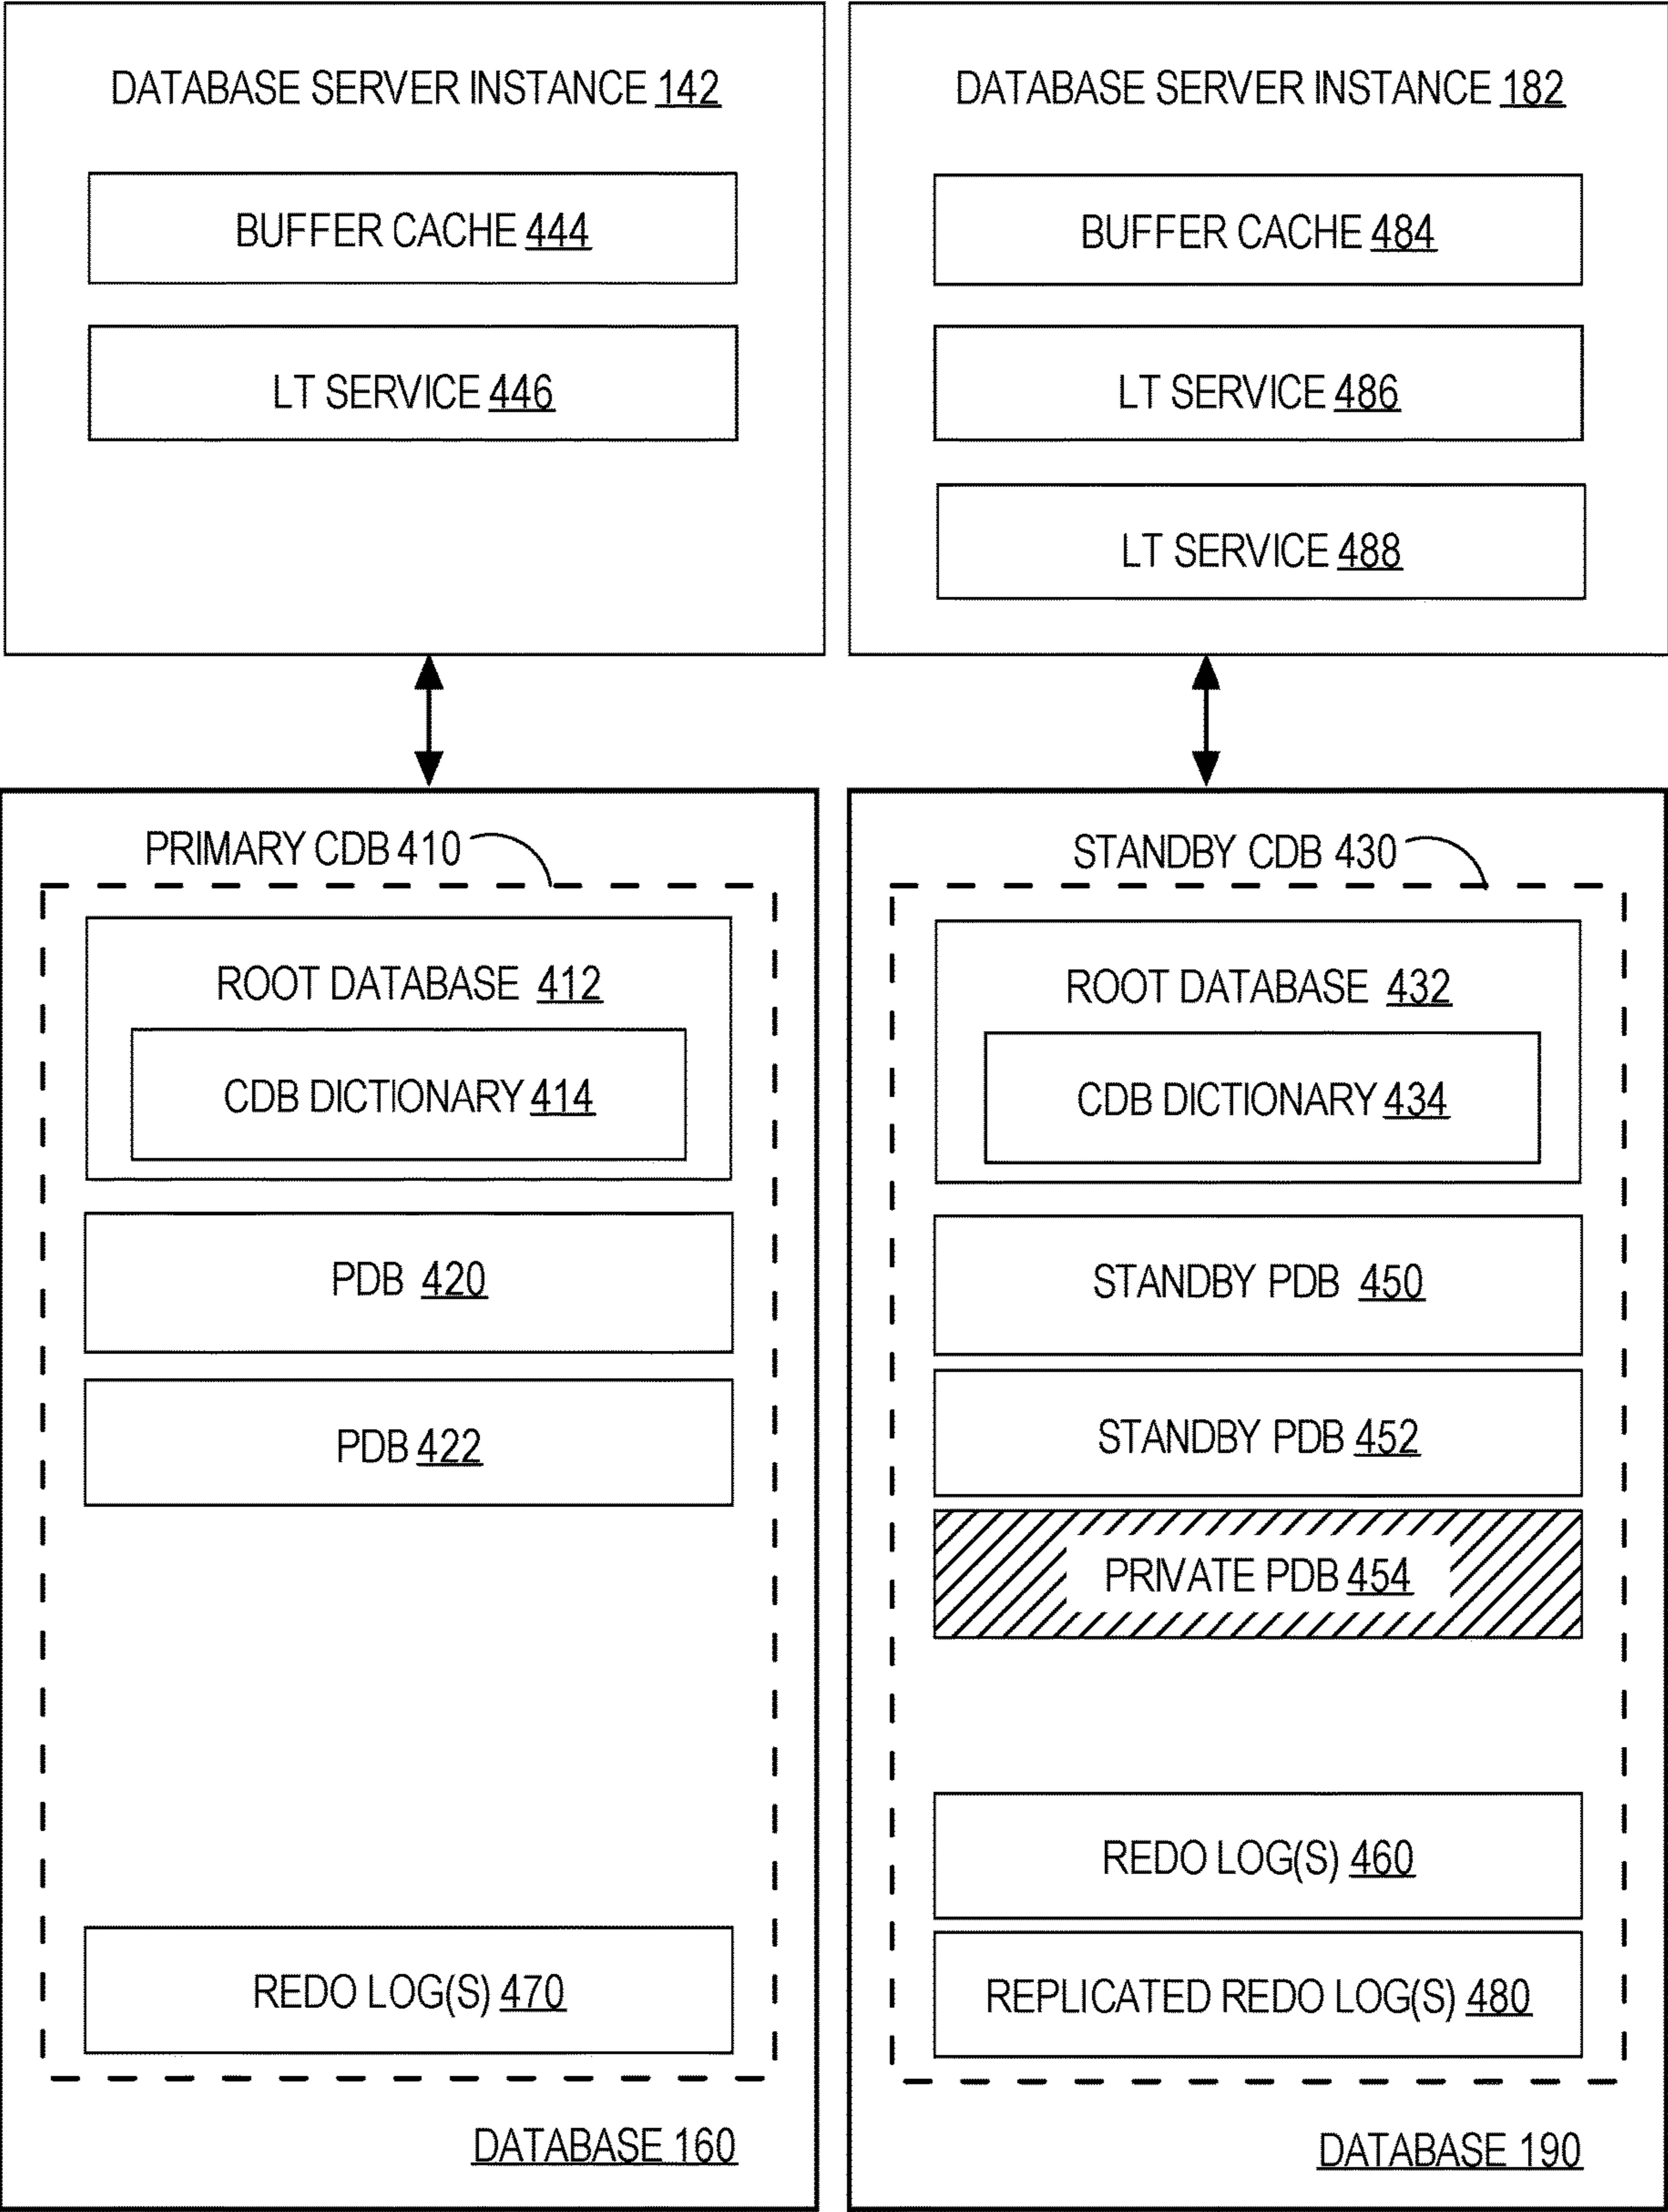 DATABASE SERVER INSTANCE 142
BUFFER CACHE 444
LT SERVICE 446
DATABASE SERVER INSTANCE 182
BUFFER CACHE 484
LT SERVICE 486
LT SERVICE 488
PRIMARY CDB 410
ROOT DATABASE 412
CDB DICTIONARY 414
PDB 420
PDB 422
REDO LOG(S) 470
DATABASE 160
STANDBY CDB 430
ROOT DATABASE 432
CDB DICTIONARY 434
STANDBY PDB 450
STANDBY PDB 452
PRIVATE PDB 454
REDO LOG(S) 460
REPLICATED REDO LOG(S) 480
DATABASE 190